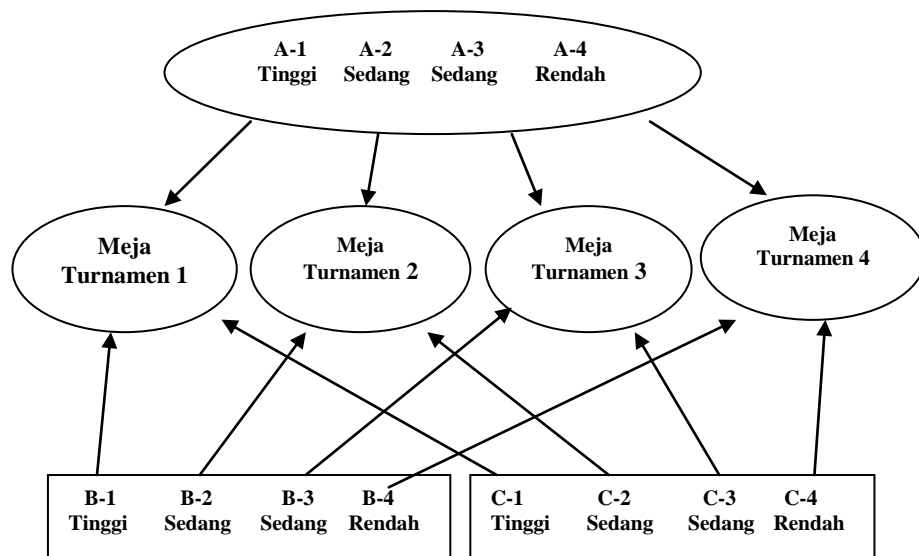 A-1 A-2 A-3 A-4
Tinggi Sedang Sedang Rendah
Meja
Turnamen 1
Meja
Turnamen 2
Meja
Turnamen 3
Meja
Turnamen 4
B-1 B-2 B-3 B-4
Tinggi Sedang Sedang Rendah
C-1 C-2 C-3 C-4
Tinggi Sedang Sedang Rendah